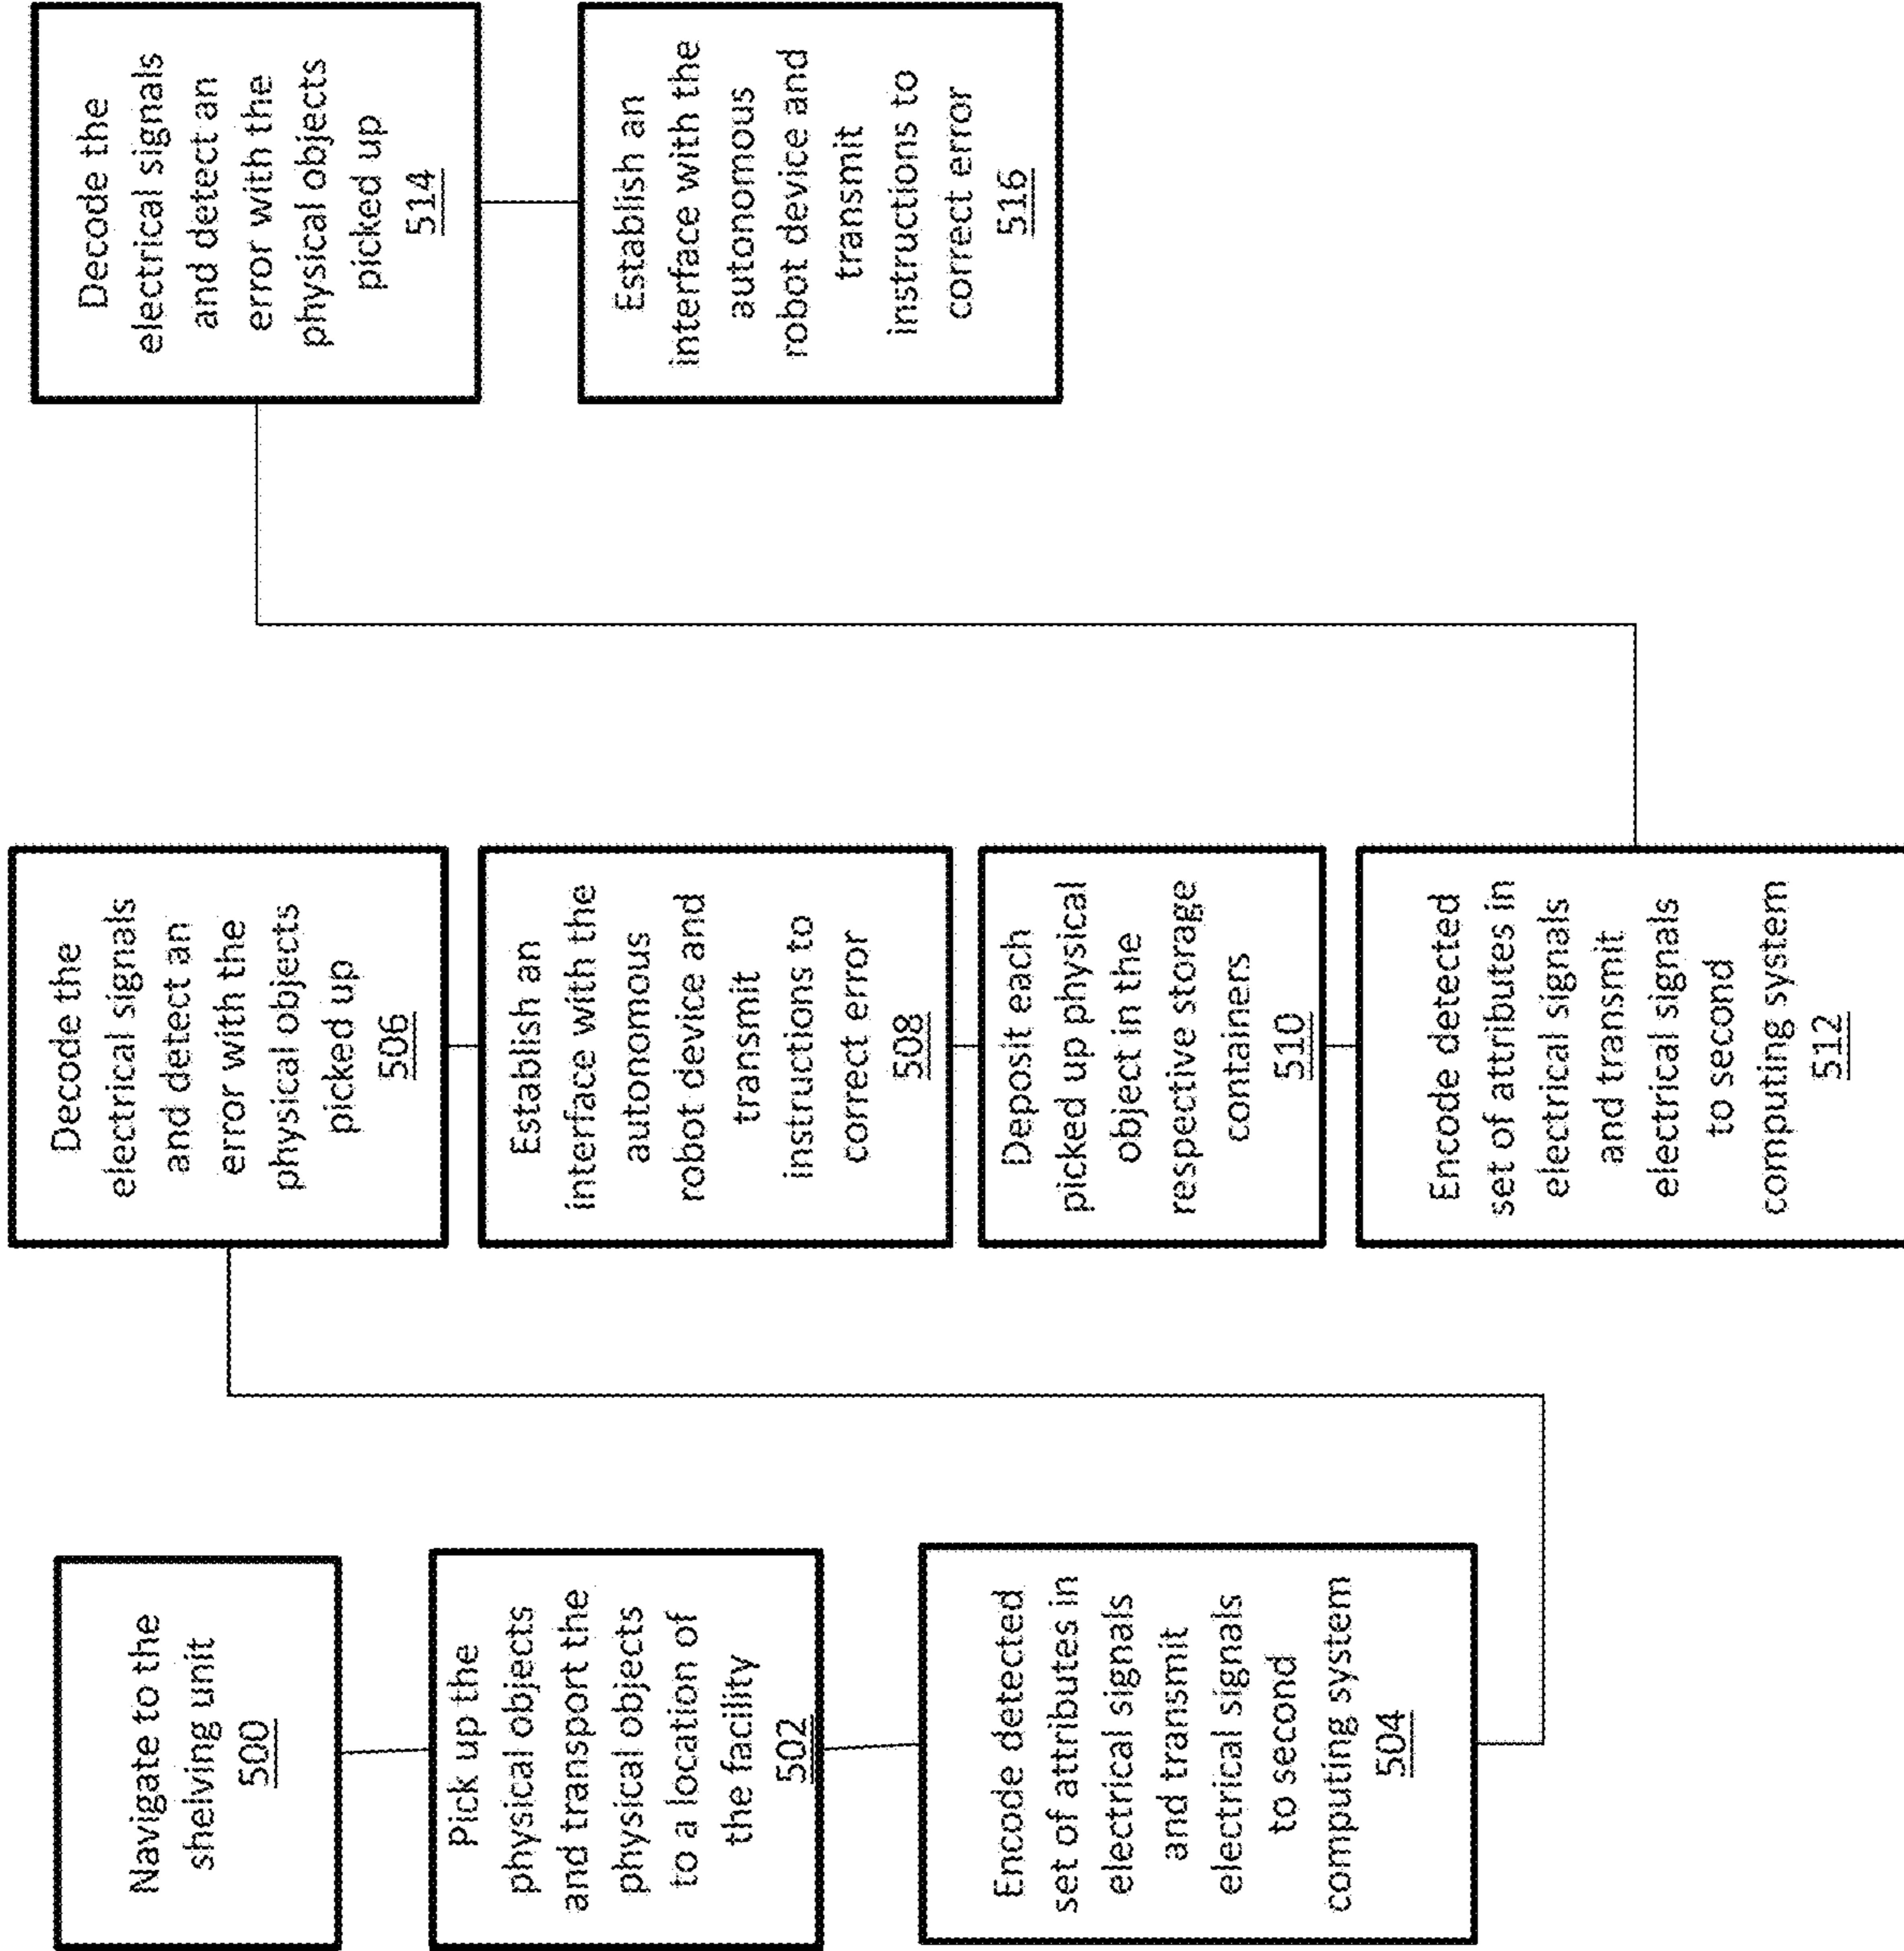 Navigate to the
shelving unit
500
Pick up the
physical objects
and transport the
physical objects
to a location of
the facility
502
Encode detected
set of attributes in
electrical signals
and transmit
electrical signals
to second
computing system
504
Decode the
electrical signals
and detect an
error with the
physical objects
picked up
506
Establish an
interface with the
autonomous
robot device and
transmit
instructions to
correct error
508
Deposit each
picked up physical
object in the
respective storage
containers
510
Encode detected
set of attributes in
electrical signals
and transmit
electrical signals
to second
computing system
512
Decode the
electrical signals
and detect an
error with the
physical objects
picked up
514
Establish an
interface with the
autonomous
robot device and
transmit
instructions to
correct error
516